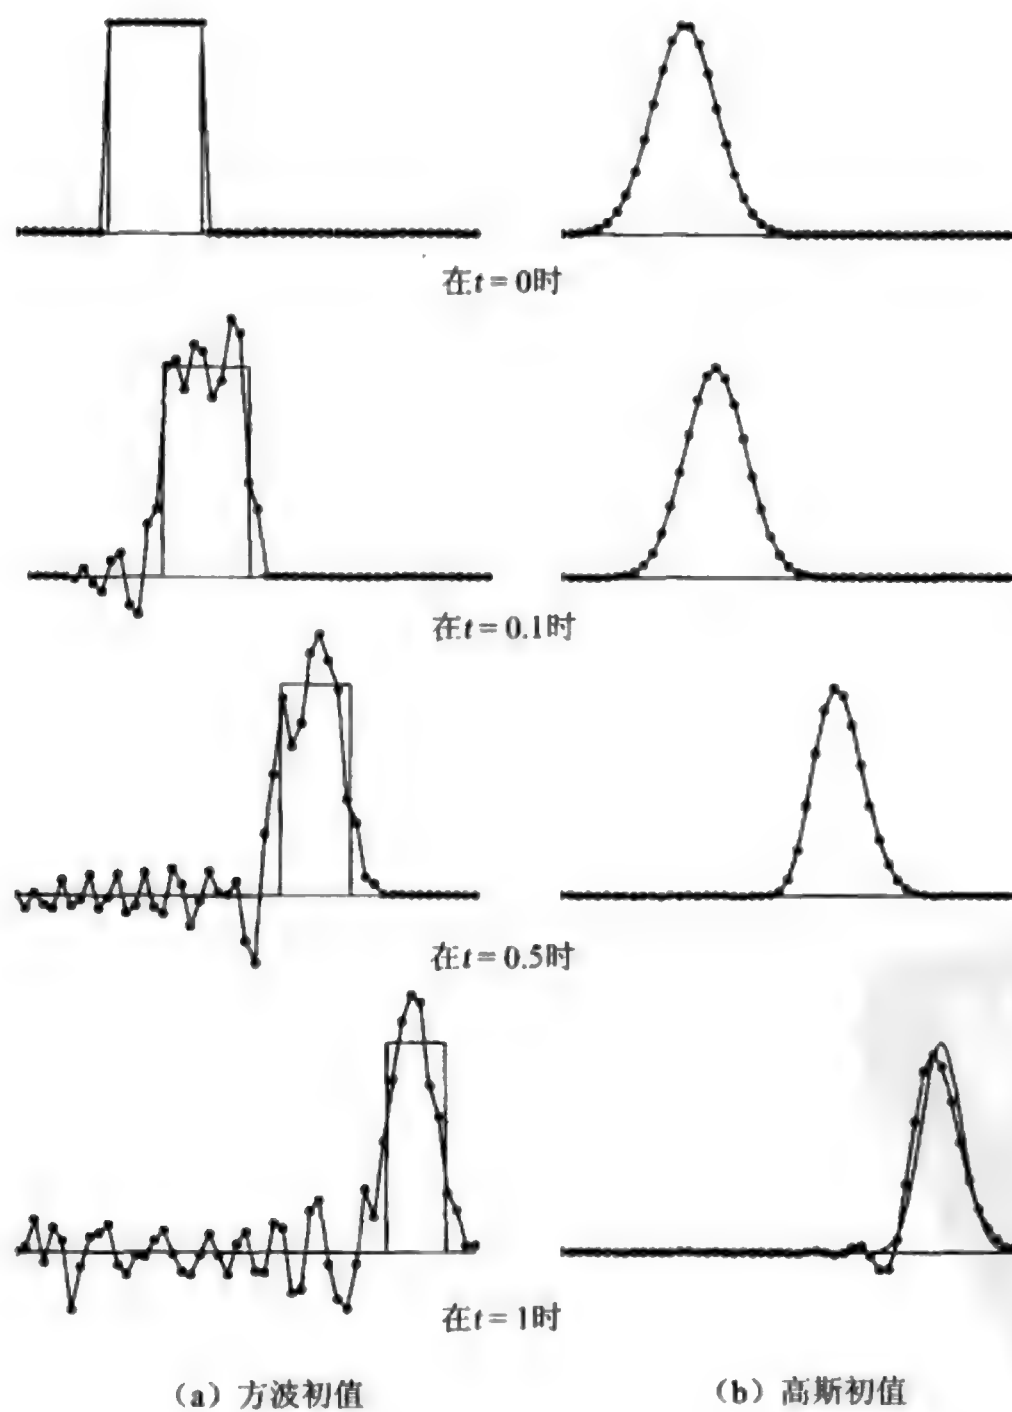 在t = 0时
在t = 0.1时
在t = 0.5时
在t = 1时
(a) 方波初值
(b) 高斯初值